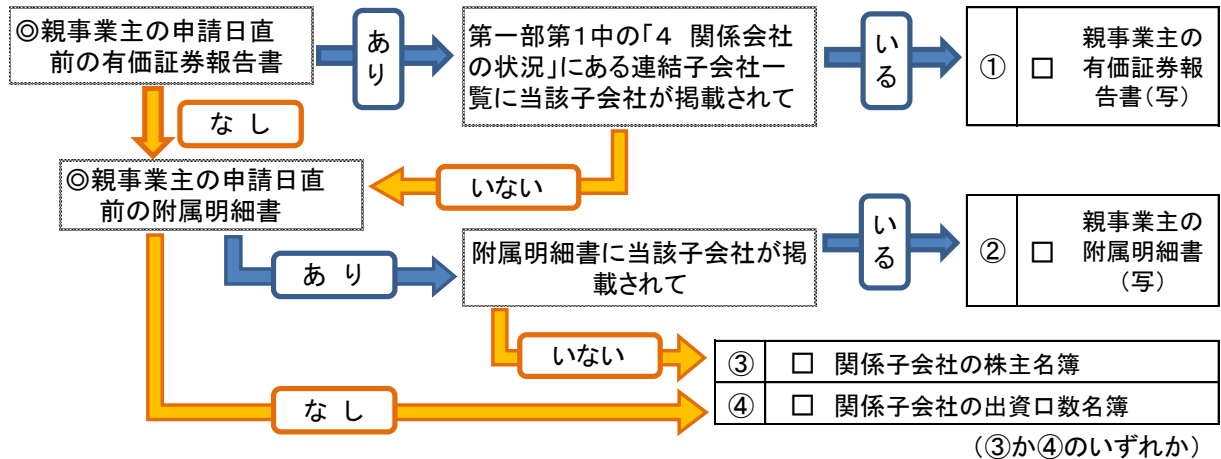 ◎親事業主の申請日直
前の有価証券報告書
あり
第一部第1中の「4 関係会社
の状況」にある連結子会社一
覧に当該子会社が掲載されて
いる
①
□
親事業主の
有価証券報
告書(写)
なし
いない
◎親事業主の申請日直
前の附属明細書
あり
附属明細書に当該子会社が掲
載されて
いる
②
□
親事業主の
附属明細書
(写)
いない
なし
③ □ 関係子会社の株主名簿
④ □ 関係子会社の出資口数名簿
(③か④のいずれか)